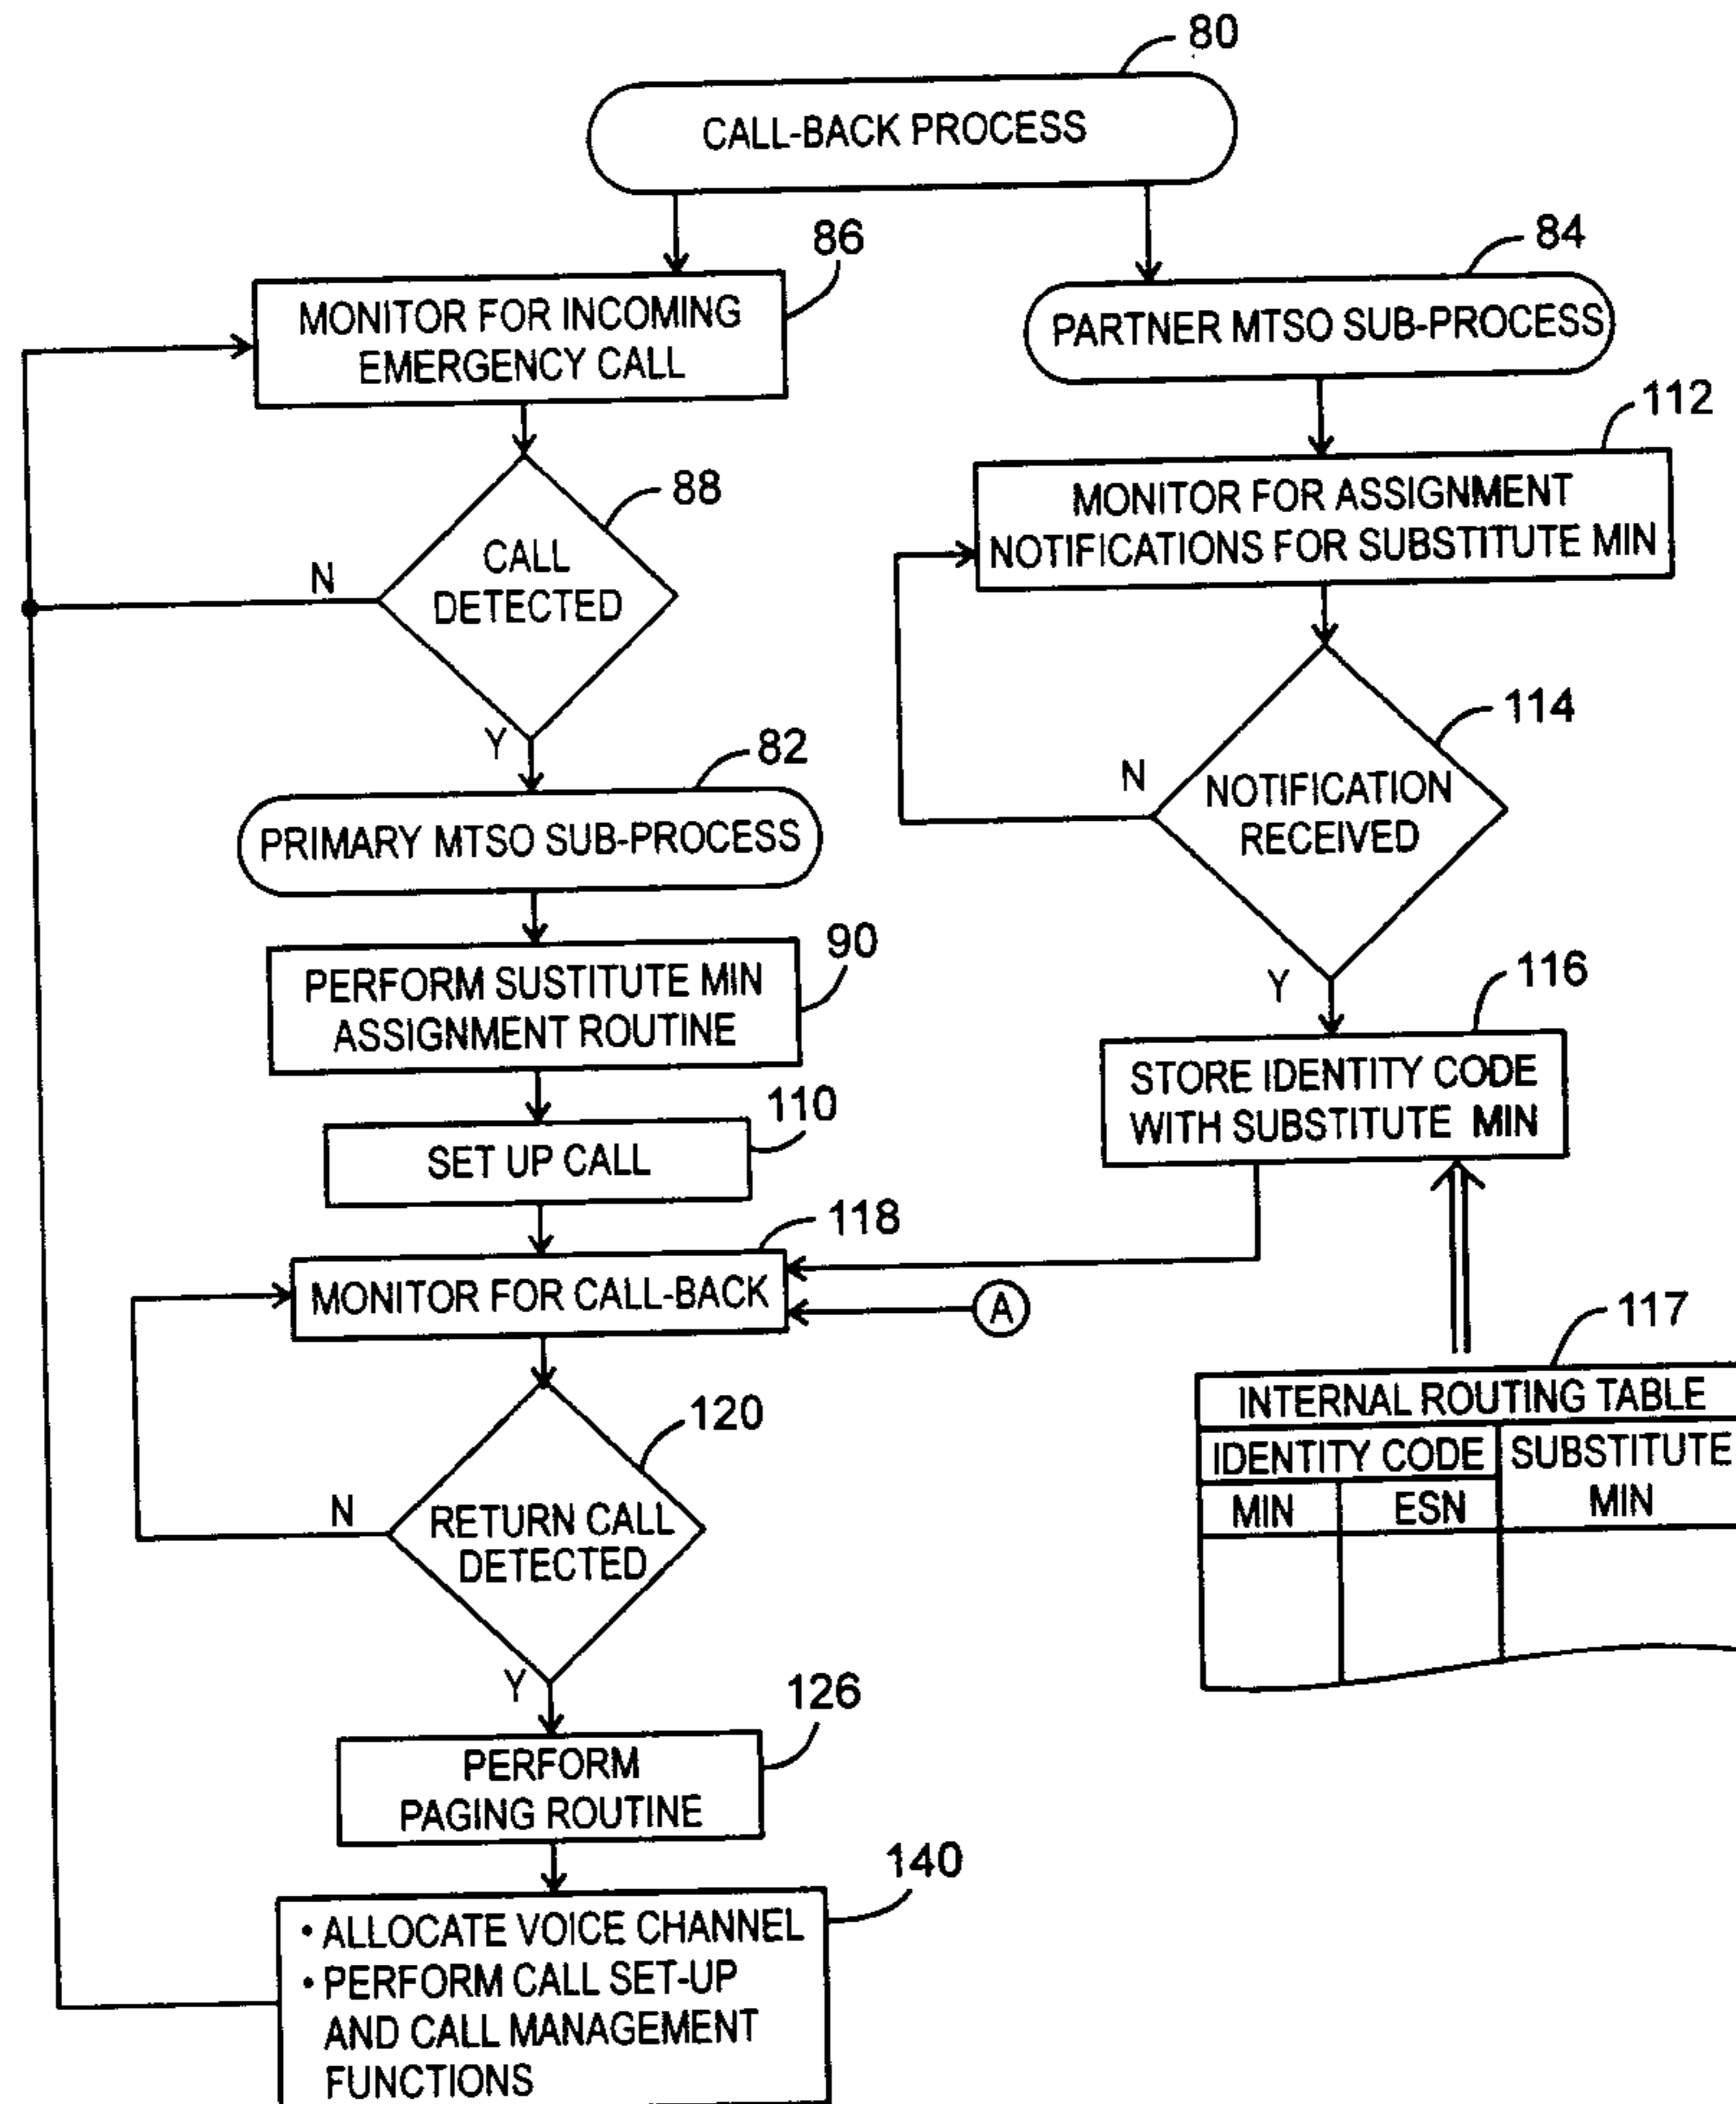 80
CALL-BACK PROCESS
86
MONITOR FOR INCOMING
EMERGENCY CALL
84
PARTNER MTSO SUB-PROCESS
112
MONITOR FOR ASSIGNMENT
NOTIFICATIONS FOR SUBSTITUTE MIN
88
CALL
DETECTED
N
Y
114
NOTIFICATION
RECEIVED
N
Y
82
PRIMARY MTSO SUB-PROCESS
90
PERFORM SUSTITUTE MIN
ASSIGNMENT ROUTINE
116
STORE IDENTITY CODE
WITH SUBSTITUTE MIN
110
SET UP CALL
118
MONITOR FOR CALL-BACK
A
117
INTERNAL ROUTING TABLE
IDENTITY CODE
SUBSTITUTE
MIN
MIN
ESN
120
RETURN CALL
DETECTED
N
Y
126
PERFORM
PAGING ROUTINE
140
• ALLOCATE VOICE CHANNEL
• PERFORM CALL SET-UP
AND CALL MANAGEMENT
FUNCTIONS